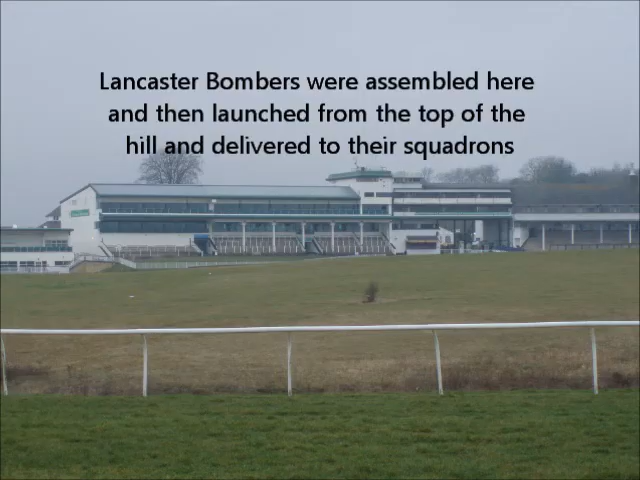 Lancaster Bombers were assembled here
and then launched from the top of the
hill and delivered to their squadrons